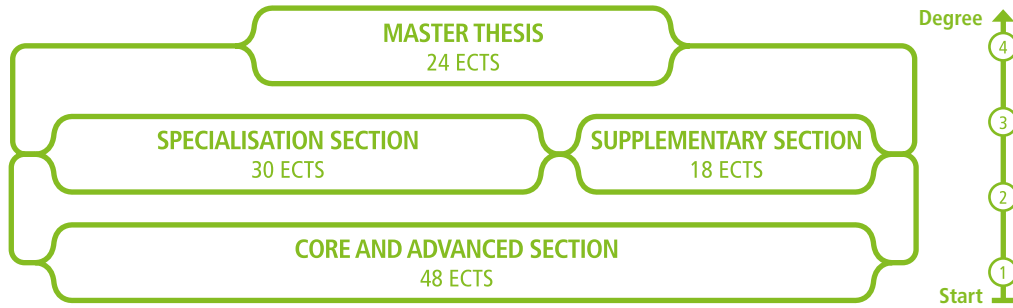 Degree
MASTER THESIS
24 ECTS
4
3
SPECIALISATION SECTION
30 ECTS
SUPPLEMENTARY SECTION
18 ECTS
2
CORE AND ADVANCED SECTION
48 ECTS
1
Start